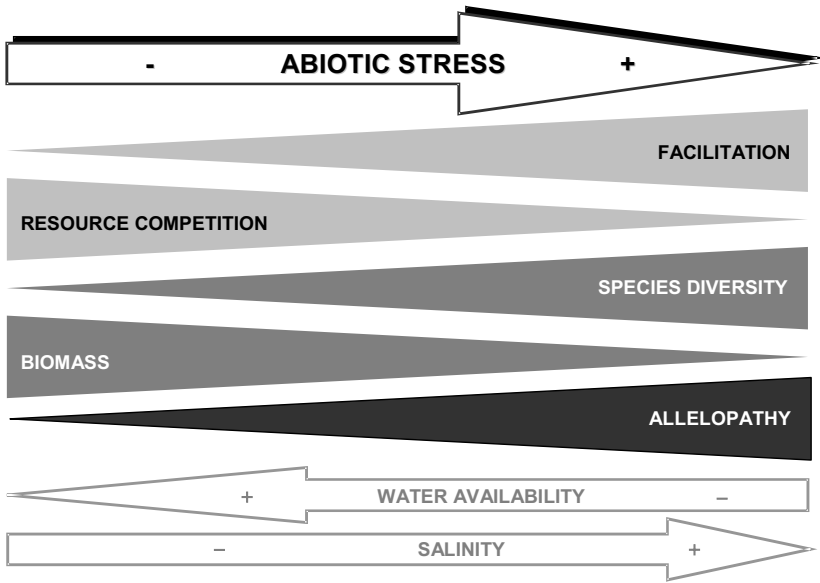 - ABIOTIC STRESS +
FACILITATION
RESOURCE COMPETITION
SPECIES DIVERSITY
BIOMASS
ALLELOPATHY
+ WATER AVAILABILITY –
– SALINITY +